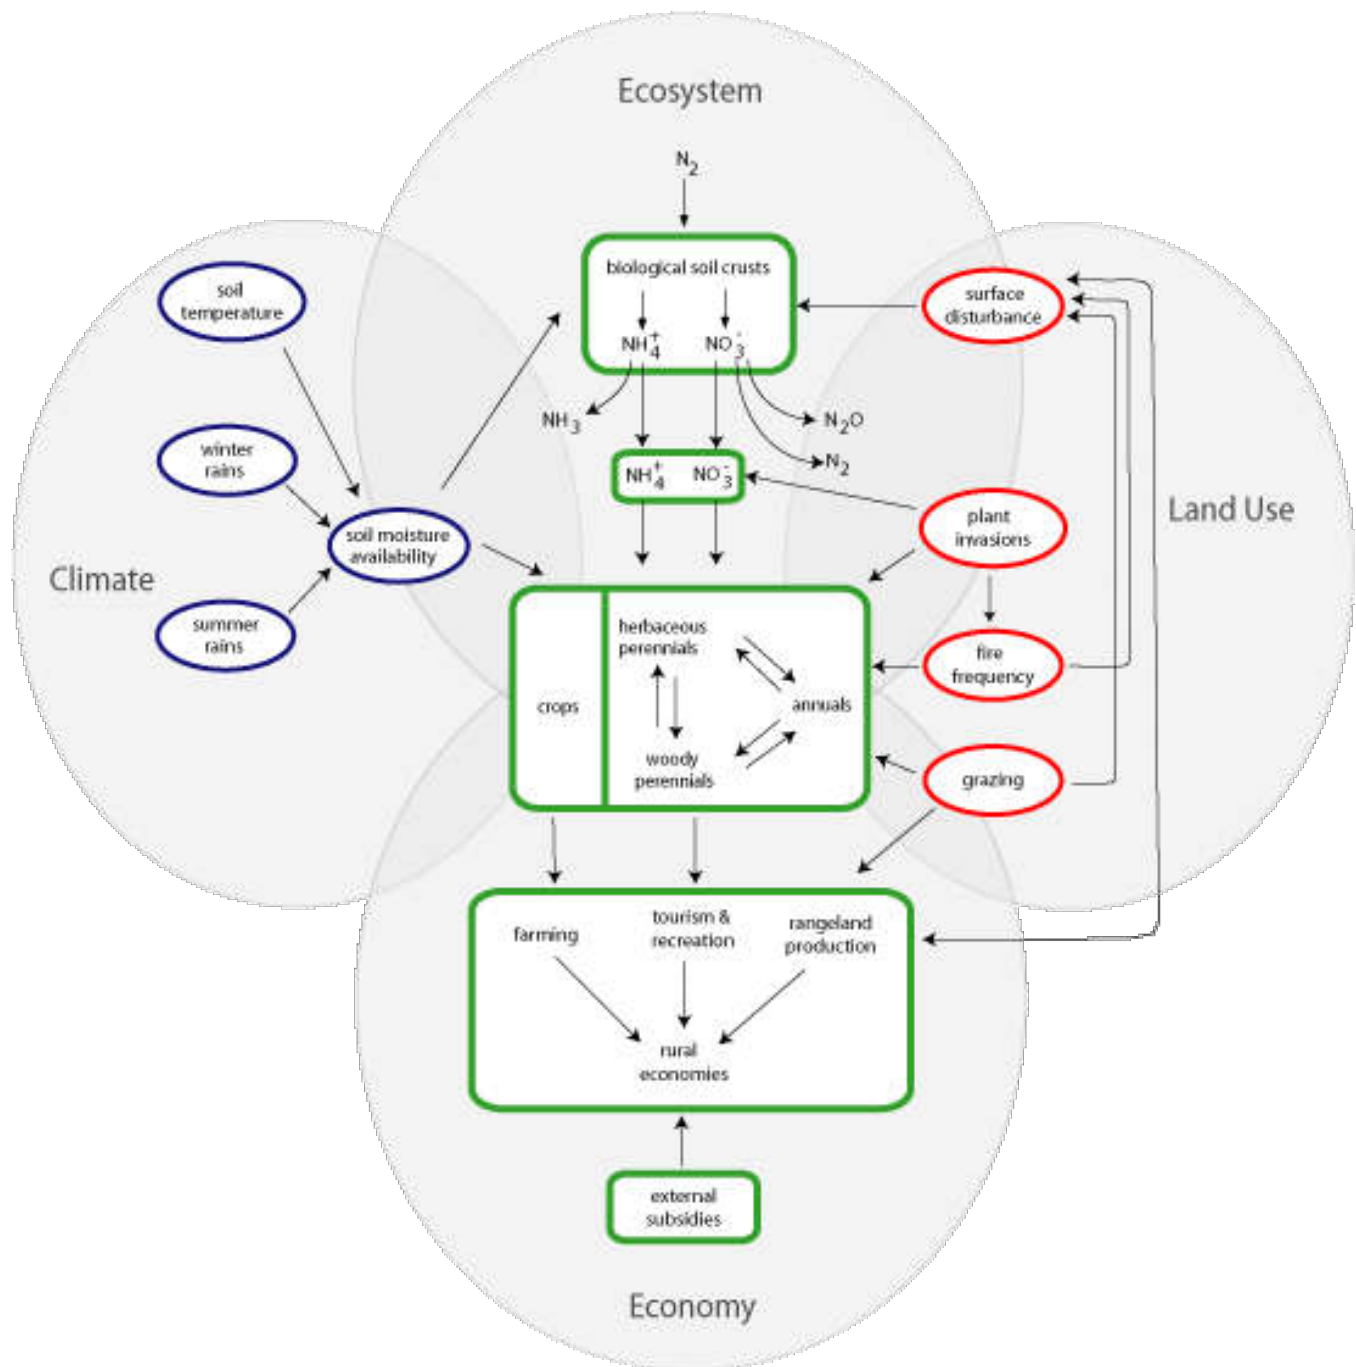 Ecosystem
N2
biological soil crusts
NH4+ NO3-
NH3
N2O
N2
NH4+ NO3-
soil
temperature
winter
rains
soil moisture
availability
summer
rains
Climate
surface
disturbance
plant
invasions
fire
frequency
grazing
Land Use
crops
herbaceous
perennials
annuals
woody
perennials
farming
tourism &
recreation
rangeland
production
rural
economies
external
subsidies
Economy